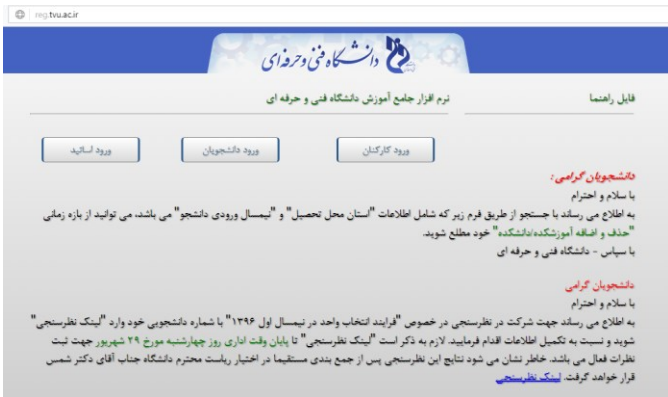 reg.tvu.ac.ir
دانشگاه فنی و حرفه‌ای
فایل راهنما
نرم افزار جامع آموزش دانشگاه فنی و حرفه ای
ورود کارکنان
ورود دانشجویان
ورود اساتید
دانشجویان گرامی :
با سلام و احترام
به اطلاع می رساند با جستجو از طریق فرم زیر که شامل اطلاعات "استان محل تحصیل" و "نیمسال ورودی دانشجو" می باشد، می توانید از بازه زمانی
"حذف و اضافه آموزشکده/دانشکده" خود مطلع شوید.
با سپاس - دانشگاه فنی و حرفه ای
دانشجویان گرامی
با سلام و احترام
به اطلاع می رساند جهت شرکت در نظرسنجی در خصوص "فرایند انتخاب واحد در نیمسال اول ۱۳۹۶" با شماره دانشجویی خود وارد "لینک نظرسنجی"
شوید و نسبت به تکمیل اطلاعات اقدام فرمایید. لازم به ذکر است "لینک نظرسنجی" تا پایان وقت اداری روز چهارشنبه مورخ ۲۹ شهریور جهت ثبت
نظرات فعال می باشد. خاطر نشان می شود نتایج این نظرسنجی پس از جمع بندی مستقیما در اختیار ریاست محترم دانشگاه جناب آقای دکتر شمس
قرار خواهد گرفت. لینک نظرسنجی